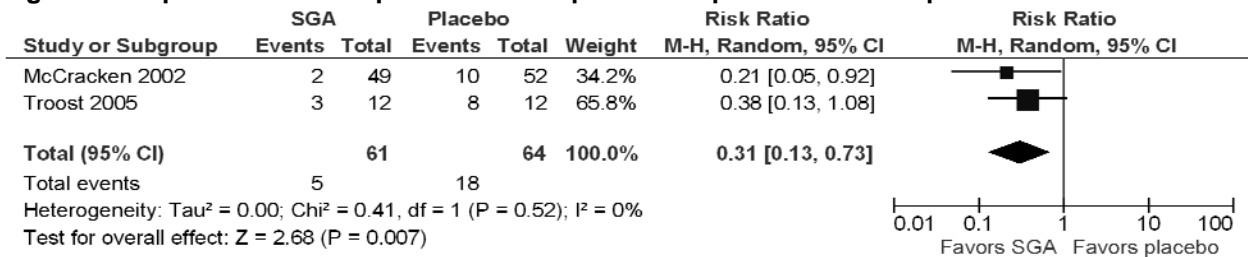 SGA Placebo Risk Ratio Risk Ratio
Study or Subgroup Events Total Events Total Weight M-H, Random, 95% CI M-H, Random, 95% CI
McCracken 2002 2 49 10 52 34.2% 0.21 [0.05, 0.92]
Troost 2005 3 12 8 12 65.8% 0.38 [0.13, 1.08]
Total (95% CI) 61 64 100.0% 0.31 [0.13, 0.73]
Total events 5 18
Heterogeneity: Tau² = 0.00; Chi² = 0.41, df = 1 (P = 0.52); I² = 0%
Test for overall effect: Z = 2.68 (P = 0.007)
0.01 0.1 1 10 100
Favors SGA Favors placebo